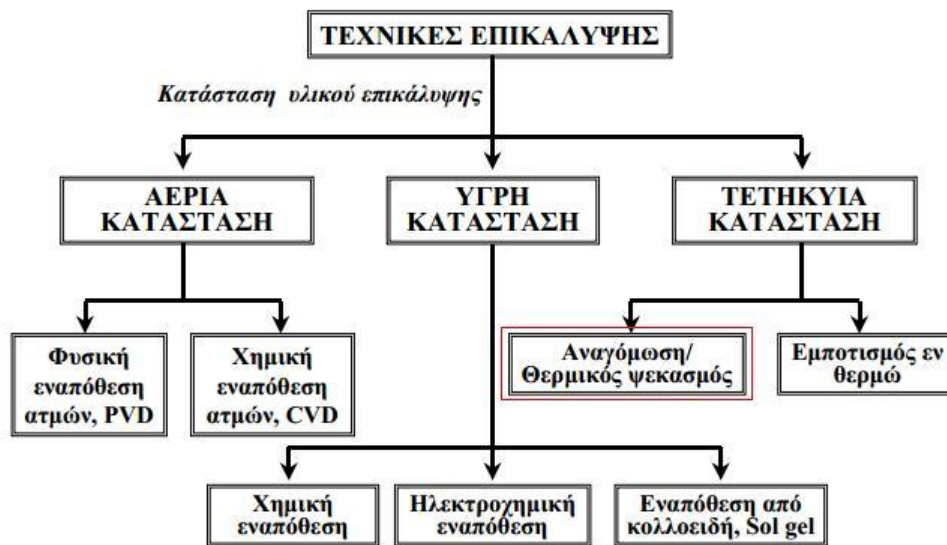 ΤΕΧΝΙΚΕΣ ΕΠΙΚΑΛΥΨΗΣ
Κατάσταση υλικού επικάλυψης
ΑΕΡΙΑ
ΚΑΤΑΣΤΑΣΗ
ΥΓΡΗ
ΚΑΤΑΣΤΑΣΗ
ΤΕΤΗΚΥΙΑ
ΚΑΤΑΣΤΑΣΗ
Φυσική
εναπόθεση
ατμών, PVD
Χημική
εναπόθεση
ατμών, CVD
Αναγόμωση/
Θερμικός ψεκασμός
Εμποτισμός εν
θερμώ
Χημική
εναπόθεση
Ηλεκτροχημική
εναπόθεση
Εναπόθεση από
κολλοειδή, Sol gel